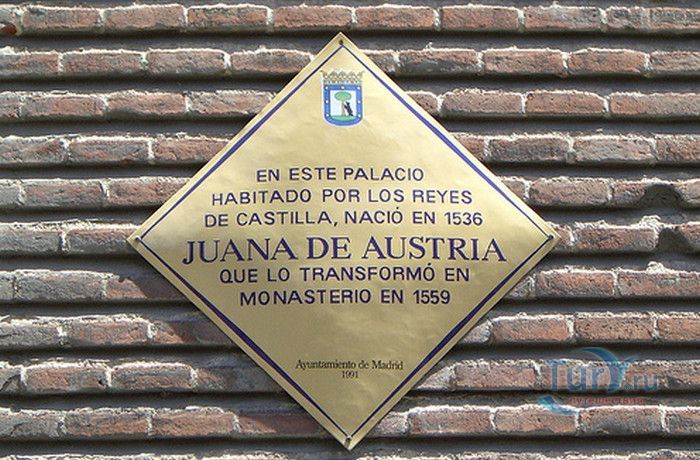 EN ESTE PALACIO
HABITADO POR LOS REYES
DE CASTILLA, NACIÓ EN 1536
JUANA DE AUSTRIA
QUE LO TRANSFORMÓ EN
MONASTERIO EN 1559
Ayuntamiento de Madrid
1991